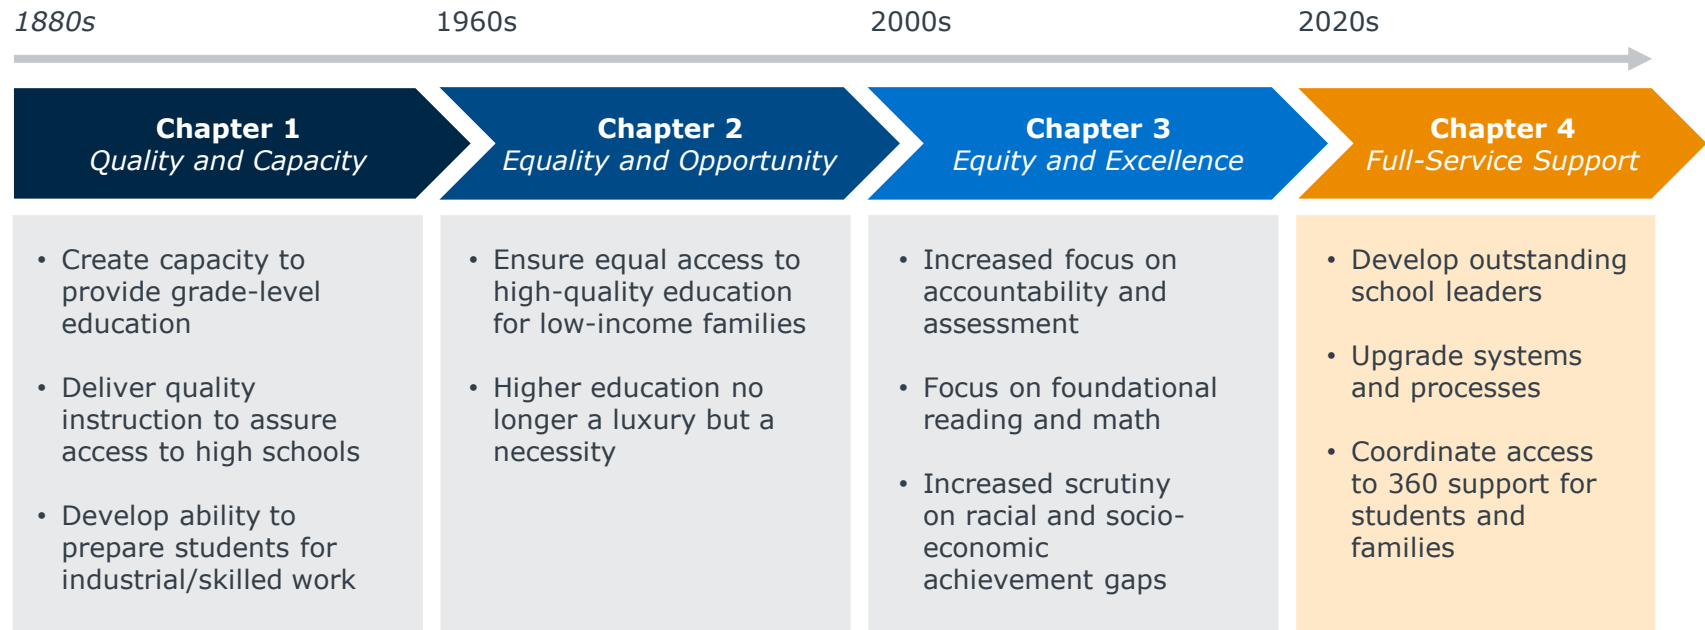 1880s
1960s
2000s
2020s
Chapter 1
Quality and Capacity
Chapter 2
Equality and Opportunity
Chapter 3
Equity and Excellence
Chapter 4
Full-Service Support
• Create capacity to
provide grade-level
education
• Deliver quality
instruction to assure
access to high schools
• Develop ability to
prepare students for
industrial/skilled work
• Ensure equal access to
high-quality education
for low-income families
• Higher education no
longer a luxury but a
necessity
• Increased focus on
accountability and
assessment
• Focus on foundational
reading and math
• Increased scrutiny
on racial and socio-
economic
achievement gaps
• Develop outstanding
school leaders
• Upgrade systems
and processes
• Coordinate access
to 360 support for
students and
families